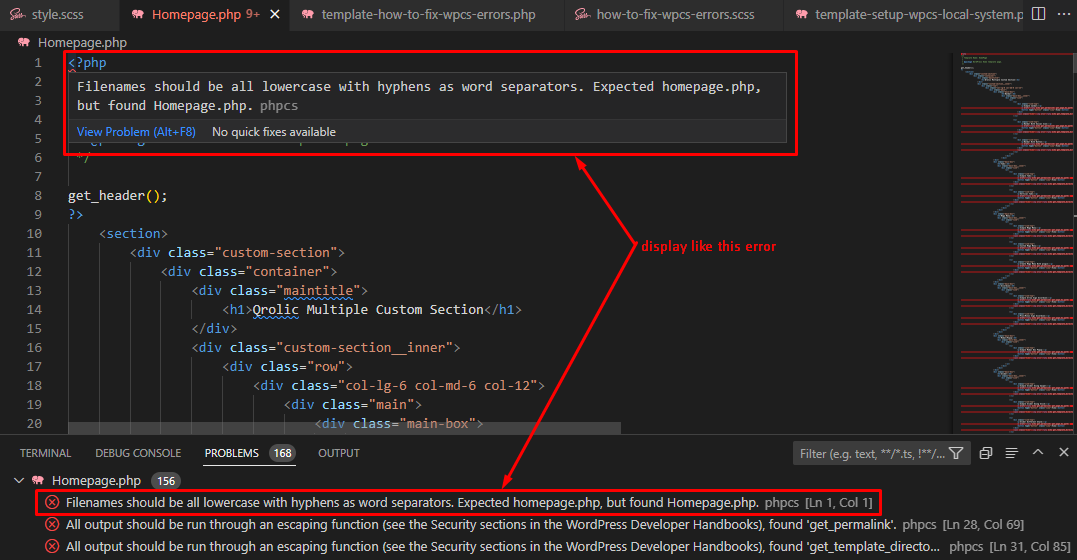 style.scss
Homepage.php 9+
template-how-to-fix-wpcs-errors.php
how-to-fix-wpcs-errors.scss
template-setup-wpcs-local-system.p
Homepage.php
1 <?php
2
Filenames should be all lowercase with hyphens as word separators. Expected homepage.php,
3
but found Homepage.php. phpcs
4
View Problem (Alt+F8) No quick fixes available
5
6 */
7
8 get_header();
9 ?>
10 <section>
11 <div class="custom-section">
display like this error
12 <div class="container">
13 <div class="maintitle">
14 <h1>Qrolic Multiple Custom Section</h1>
15 </div>
16 <div class="custom-section__inner">
17 <div class="row">
18 <div class="col-lg-6 col-md-6 col-12">
19 <div class="main">
20 <div class="main-box">
TERMINAL DEBUG CONSOLE PROBLEMS 168 OUTPUT Filter (e.g. text, **/*.ts, !**/...
Homepage.php 156
Filenames should be all lowercase with hyphens as word separators. Expected homepage.php, but found Homepage.php. phpcs [Ln 1, Col 1]
All output should be run through an escaping function (see the Security sections in the WordPress Developer Handbooks), found 'get_permalink'. phpcs [Ln 28, Col 69]
All output should be run through an escaping function (see the Security sections in the WordPress Developer Handbooks), found 'get_template_directo... phpcs [Ln 31, Col 85]